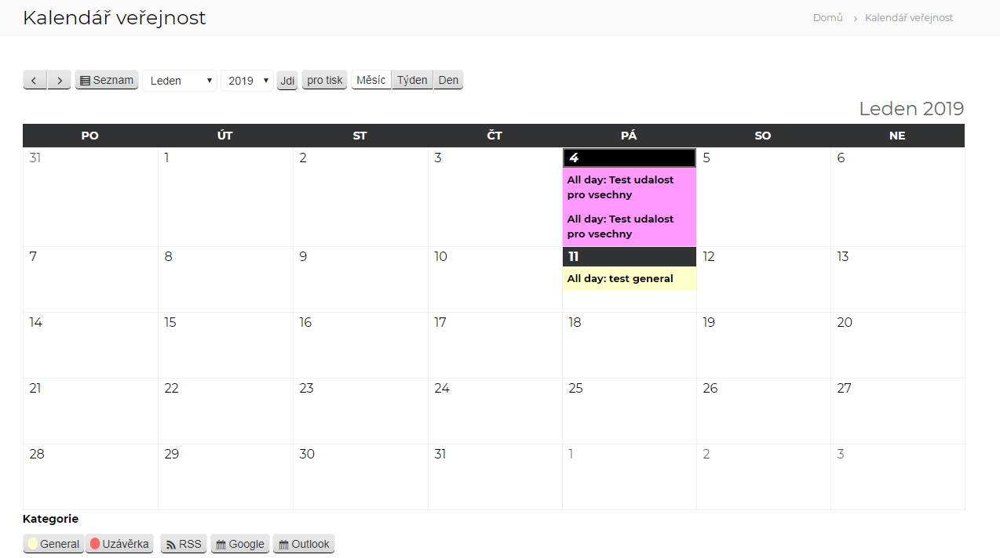 Kalendář veřejnost
Domů › Kalendář veřejnost
Seznam Leden 2019 Jdi pro tisk Měsíc Týden Den
Leden 2019
PO ÚT ST ČT PÁ SO NE
31 1 2 3 4 5 6
All day: Test udalost
pro vsechny
All day: Test udalost
pro vsechny
7 8 9 10 11 12 13
All day: test general
14 15 16 17 18 19 20
21 22 23 24 25 26 27
28 29 30 31 1 2 3
Kategorie
General Uzávěrka RSS Google Outlook